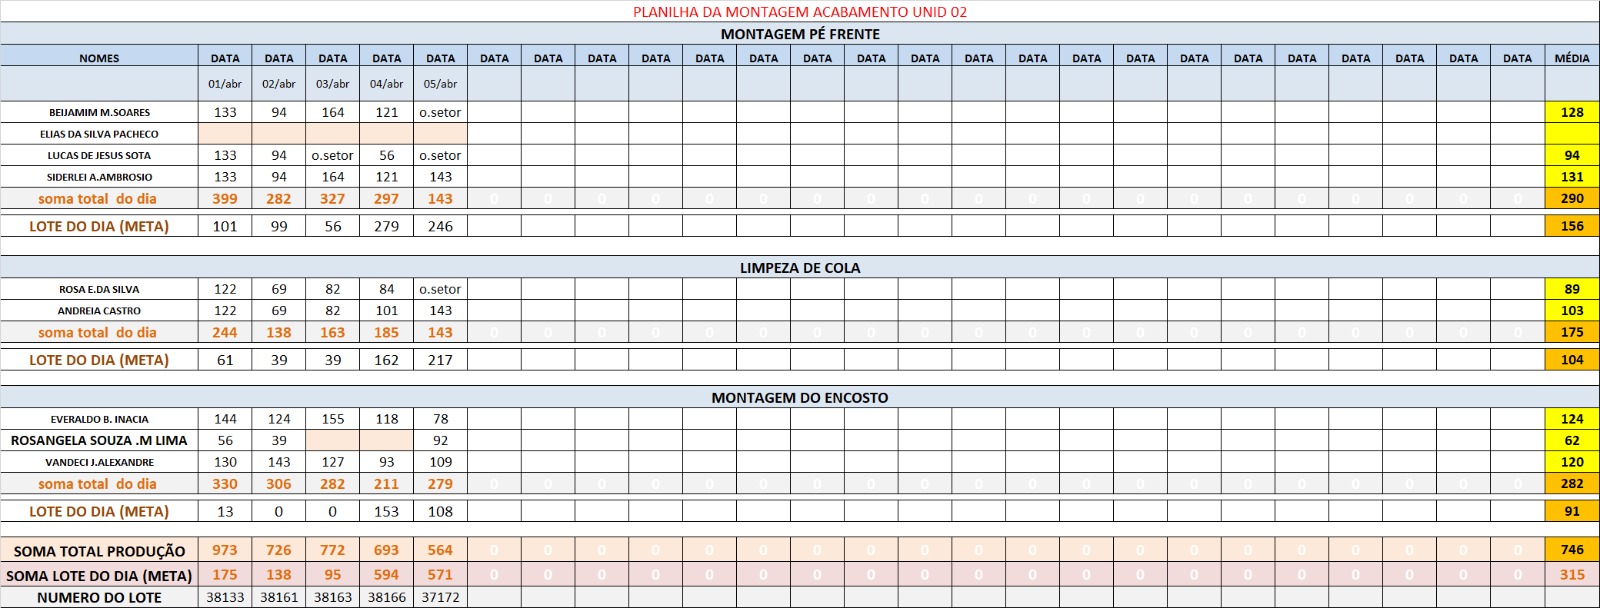 PLANILHA DA MONTAGEM ACABAMENTO UNID 02
MONTAGEM PÉ FRENTE
NOMES DATA DATA DATA DATA DATA DATA DATA DATA DATA DATA DATA DATA DATA DATA DATA DATA DATA DATA DATA DATA DATA DATA DATA DATA DATA MÉDIA
01/abr 02/abr 03/abr 04/abr 05/abr
BEIJAMIM M.SOARES 133 94 164 121 o.setor 128
ELIAS DA SILVA PACHECO
LUCAS DE JESUS SOTA 133 94 o.setor 56 o.setor 94
SIDERLEI A.AMBROSIO 133 94 164 121 143 131
soma total do dia 399 282 327 297 143 0 0 0 0 0 0 0 0 0 0 0 0 0 0 0 0 0 0 0 0 290
LOTE DO DIA (META) 101 99 56 279 246 156
LIMPEZA DE COLA
ROSA E.DA SILVA 122 69 82 84 o.setor 89
ANDREIA CASTRO 122 69 82 101 143 103
soma total do dia 244 138 163 185 143 0 0 0 0 0 0 0 0 0 0 0 0 0 0 0 0 0 0 0 0 175
LOTE DO DIA (META) 61 39 39 162 217 104
MONTAGEM DO ENCOSTO
EVERALDO B. INACIA 144 124 155 118 78 124
ROSANGELA SOUZA .M LIMA 56 39 92 62
VANDECI J.ALEXANDRE 130 143 127 93 109 120
soma total do dia 330 306 282 211 279 0 0 0 0 0 0 0 0 0 0 0 0 0 0 0 0 0 0 0 0 282
LOTE DO DIA (META) 13 0 0 153 108 91
SOMA TOTAL PRODUÇÃO 973 726 772 693 564 0 0 0 0 0 0 0 0 0 0 0 0 0 0 0 0 0 0 0 0 746
SOMA LOTE DO DIA (META) 175 138 95 594 571 0 0 0 0 0 0 0 0 0 0 0 0 0 0 0 0 0 0 0 0 315
NUMERO DO LOTE 38133 38161 38163 38166 37172